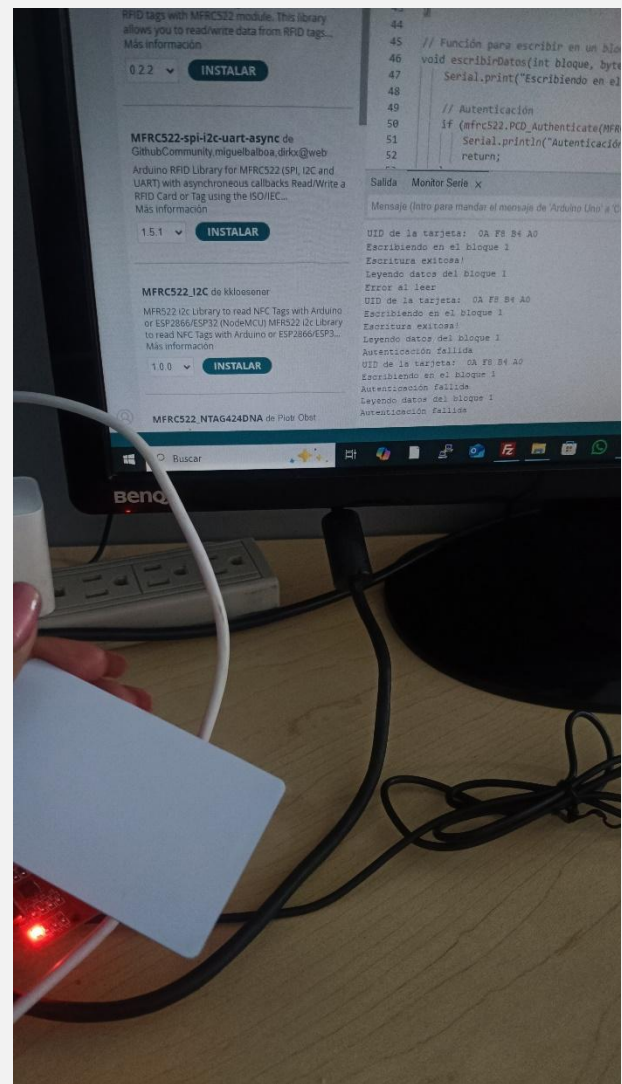 RFID tags with MFRC522 module. This library
allows you to read/write data from RFID tags...
Más información
0.2.2
INSTALAR
MFRC522-spi-i2c-uart-async de
GithubCommunity,miguelbalboa,dirkx@web
Arduino RFID Library for MFRC522 (SPI, I2C and
UART) with asynchroneous callbacks Read/Write a
RFID Card or Tag using the ISO/IEC...
Más información
1.5.1
INSTALAR
MFRC522_I2C de kkloesener
MFR522 i2c Library to read NFC Tags with Arduino
or ESP2866/ESP32 (NodeMCU) MFR522 i2c Library
to read NFC Tags with Arduino or ESP2866/ESP3...
Más información
1.0.0
INSTALAR
MFRC522_NTAG424DNA de Piotr Obst
44
45 // Función para escribir en un blo
46 void escribirDatos(int bloque, byte
47 Serial.print("Escribiendo en el
48
49 // Autenticación
50 if (mfrc522.PCD_Authenticate(MFR
51 Serial.println("Autenticación
52 return;
Salida Monitor Serie
Mensaje (Intro para mandar el mensaje de 'Arduino Uno' a
UID de la tarjeta: 0A F8 B4 A0
Escribiendo en el bloque 1
Escritura exitosa!
Leyendo datos del bloque 1
Error al leer
UID de la tarjeta: 0A F8 B4 A0
Escribiendo en el bloque 1
Escritura exitosa!
Leyendo datos del bloque 1
Autenticación fallida
UID de la tarjeta: 0A F8 B4 A0
Escribiendo en el bloque 1
Autenticación fallida
Leyendo datos del bloque 1
Autenticación fallida
Buscar
BenQ